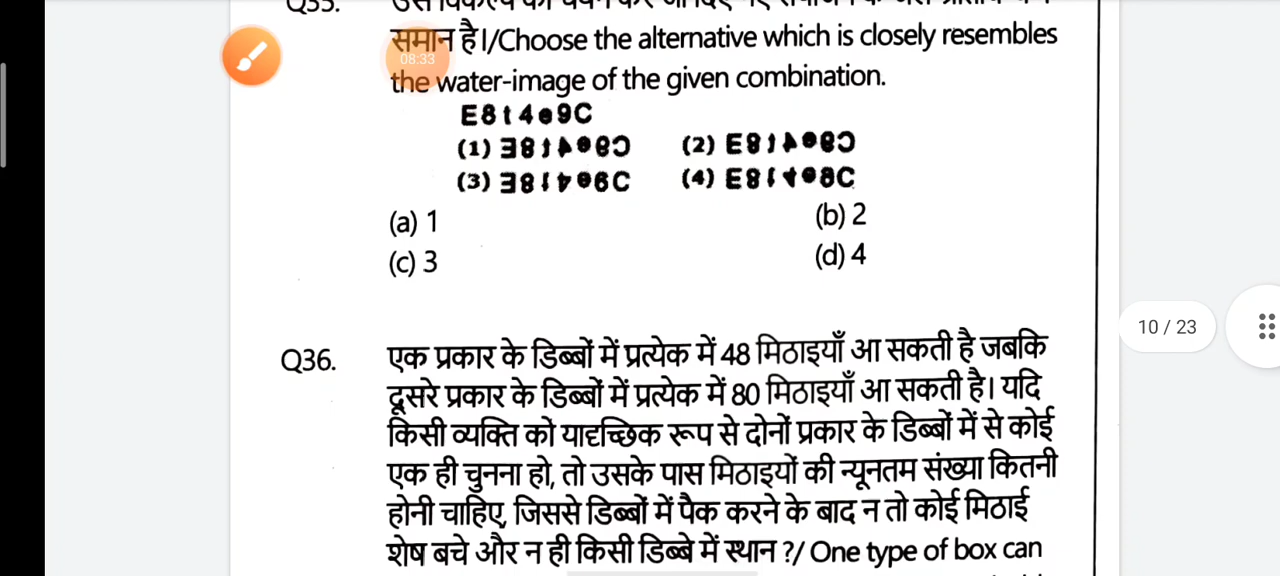 Q35.
समान है।/Choose the alternative which is closely resembles
08:33
the water-image of the given combination.
E8t4e9C
(1)
(2)
(3)
(4)
(a) 1
(b) 2
(c) 3
(d) 4
10 / 23
Q36. एक प्रकार के डिब्बों में प्रत्येक में 48 मिठाइयाँ आ सकती है जबकि
दूसरे प्रकार के डिब्बों में प्रत्येक में 80 मिठाइयाँ आ सकती है। यदि
किसी व्यक्ति को यादृच्छिक रूप से दोनों प्रकार के डिब्बों में से कोई
एक ही चुनना हो, तो उसके पास मिठाइयों की न्यूनतम संख्या कितनी
होनी चाहिए, जिससे डिब्बों में पैक करने के बाद न तो कोई मिठाई
शेष बचे और न ही किसी डिब्बे में स्थान ?/ One type of box can